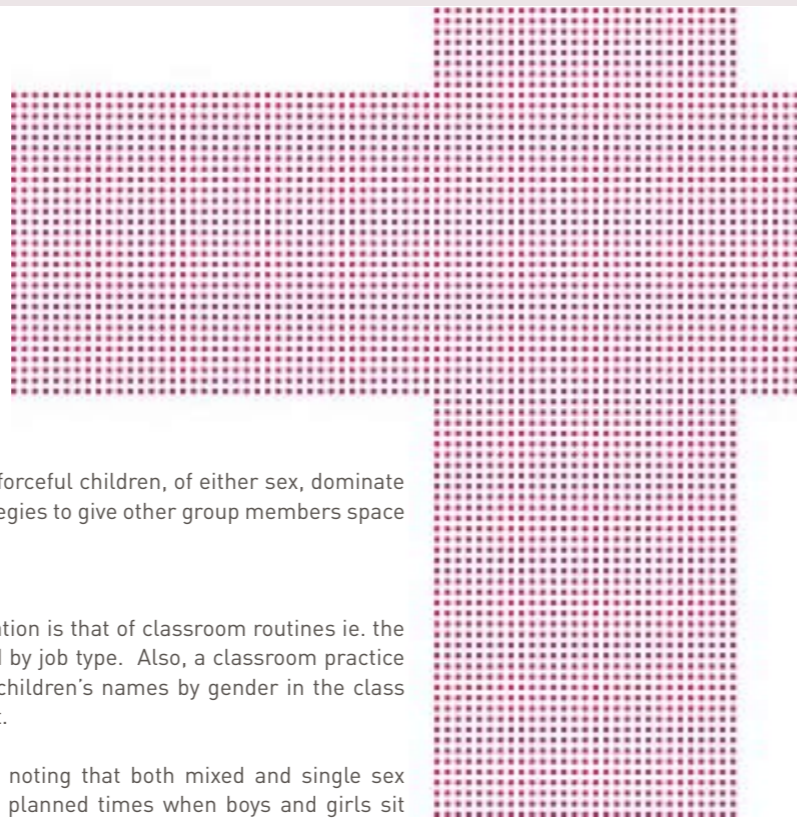 forceful children, of either sex, dominate
egies to give other group members space
ation is that of classroom routines ie. the
d by job type. Also, a classroom practice
children's names by gender in the class
t.
noting that both mixed and single sex
planned times when boys and girls sit